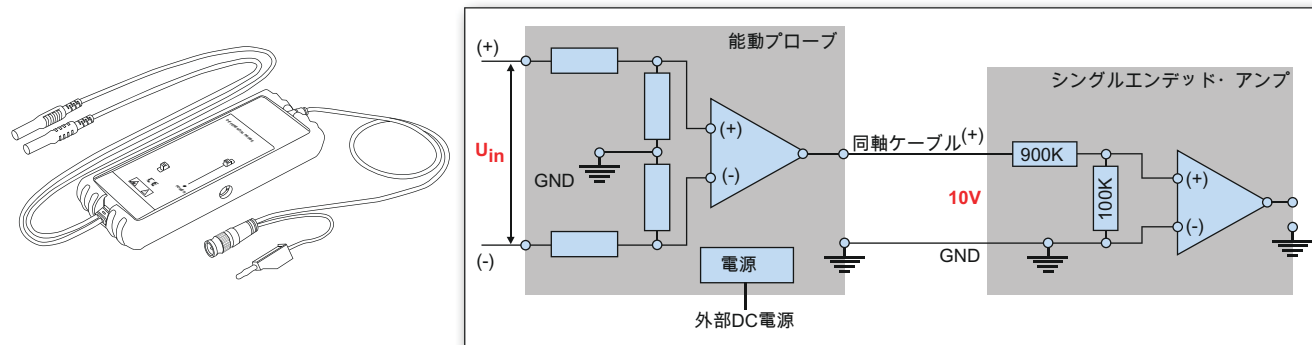 能動プローブ
(+)
(+)
(-)
U_in
GND
(-)
電源
外部DC電源
同軸ケーブル(+)
10V
GND
シングルエンデッド・アンプ
900K
100K
(+)
(-)